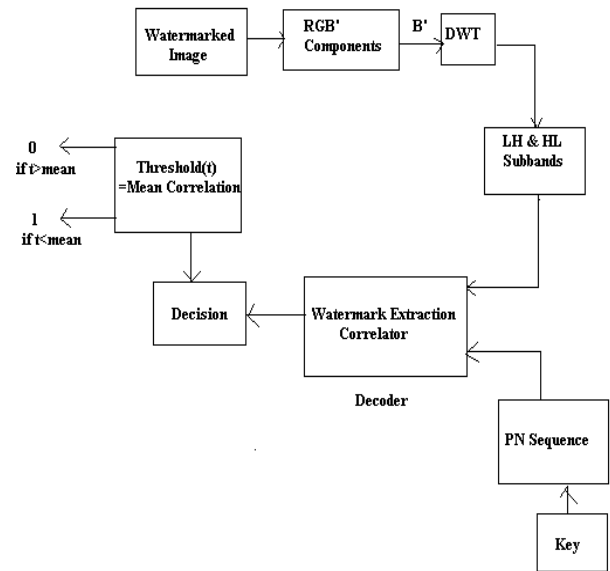 Watermarked
Image
RGB'
Components
B'
DWT
LH & HL
Subbands
0
if t>mean
Threshold(t)
=Mean Correlation
1
if t<mean
Decision
Watermark Extraction
Correlator
Decoder
PN Sequence
Key